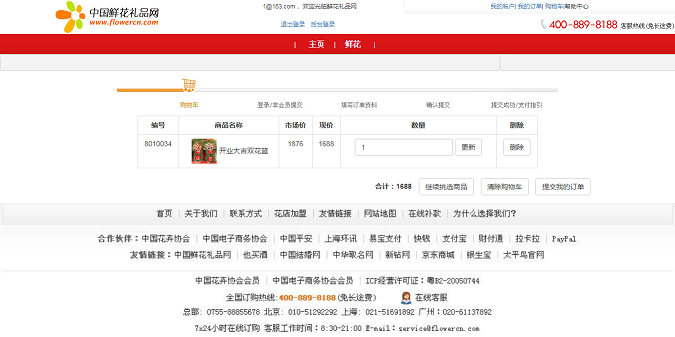 中国鲜花礼品网
www.flowercn.com
1@163.com，欢迎光临鲜花礼品网
退出登录 后台登录
我的帐户| 我的订单| 购物车|帮助中心
400-889-8188 客服热线(免长途费)
| 主页 | 鲜花 |
购物车 登录/非会员提交 填写订单资料 确认提交 提交成功/支付指引
编号 商品名称 市场价 现价 数量 删除
8010034 开业大吉双花篮 1876 1688 1 更新 删除
合计：1688 继续挑选商品 清除购物车 提交我的订单
首页 | 关于我们 | 联系方式 | 花店加盟 | 友情链接 | 网站地图 | 在线补款 | 为什么选择我们?
合作伙伴：中国花卉协会 | 中国电子商务协会 | 中国平安 | 上海环讯 | 易宝支付 | 快钱 | 支付宝 | 财付通 | 拉卡拉 | PayPal
友情链接：中国鲜花礼品网 | 也买酒 | 中国结婚网 | 中华取名网 | 新钻网 | 京东商城 | 银生宝 | 太平鸟官网
中国花卉协会会员 | 中国电子商务协会会员 | ICP经营许可证：粤B2-20050744
全国订购热线:400-889-8188(免长途费) 在线客服
总部: 0755-88855678 北京: 010-51292292 上海: 021-51691892 广州：020-61137892
7x24小时在线订购 客服工作时间：8:30-21:00 E-mail：service@flowercn.com